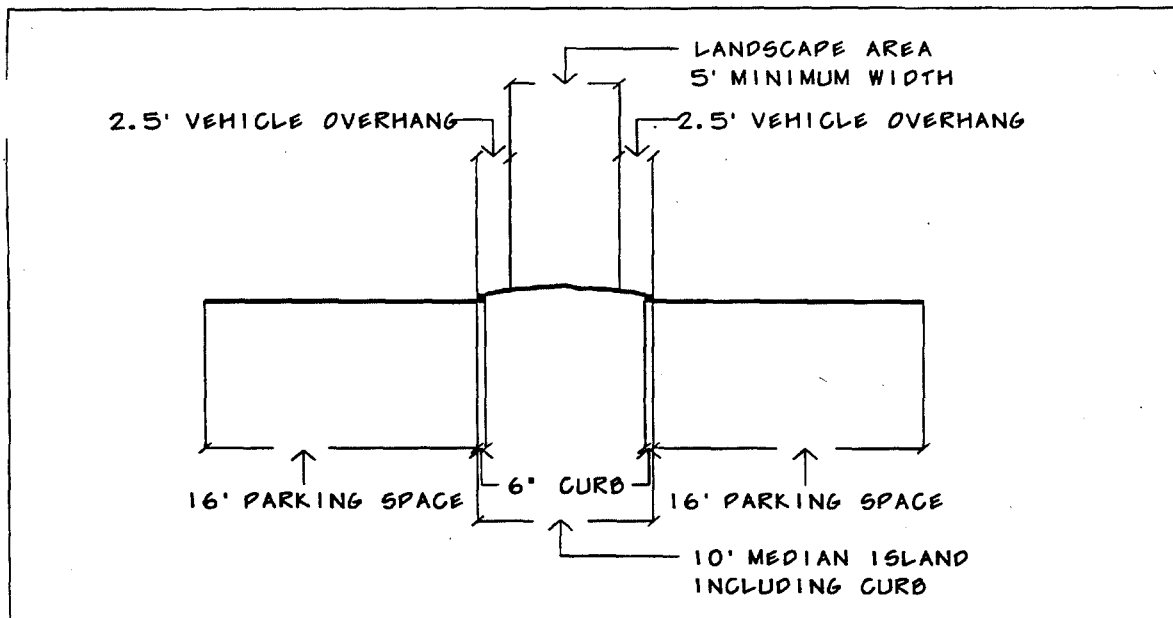 LANDSCAPE AREA
5' MINIMUM WIDTH
2.5' VEHICLE OVERHANG
2.5' VEHICLE OVERHANG
16' PARKING SPACE
6" CURB
16' PARKING SPACE
10' MEDIAN ISLAND
INCLUDING CURB